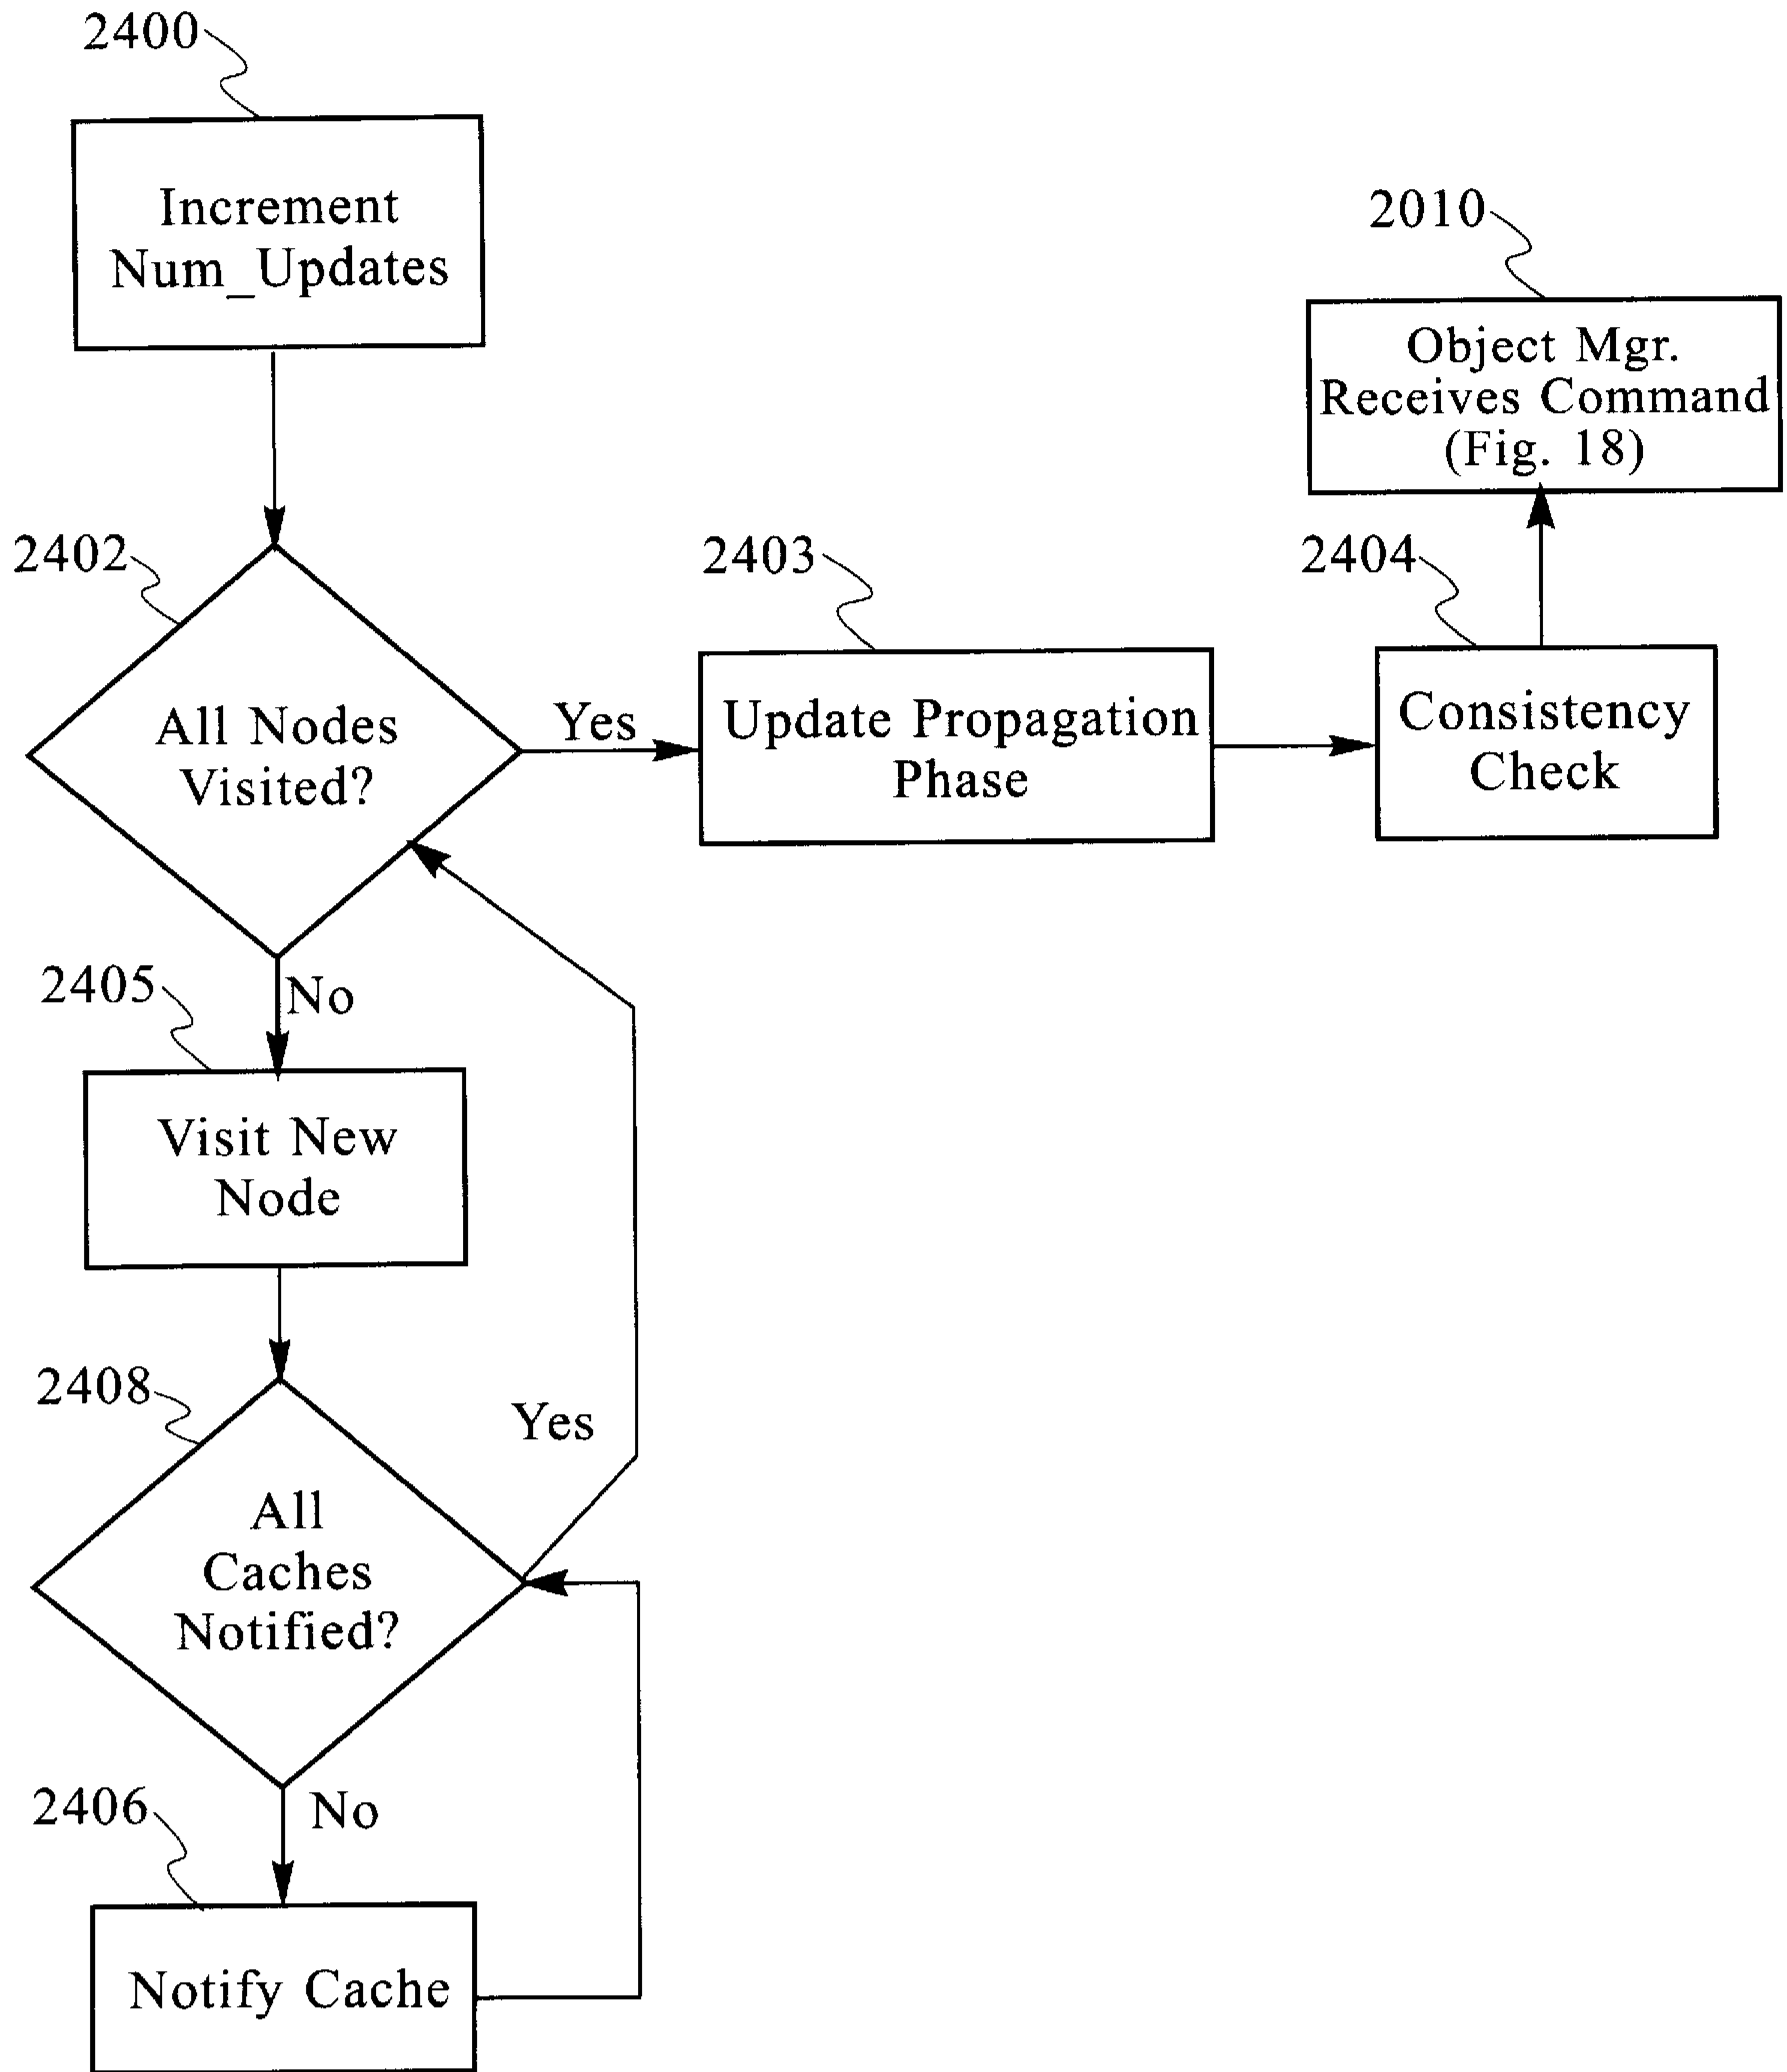 2400
Increment
Num_Updates
2010
Object Mgr.
Receives Command
(Fig. 18)
2402
All Nodes
Visited?
Yes
2403
Update Propagation
Phase
2404
Consistency
Check
No
2405
Visit New
Node
2408
All
Caches
Notified?
Yes
No
2406
Notify Cache